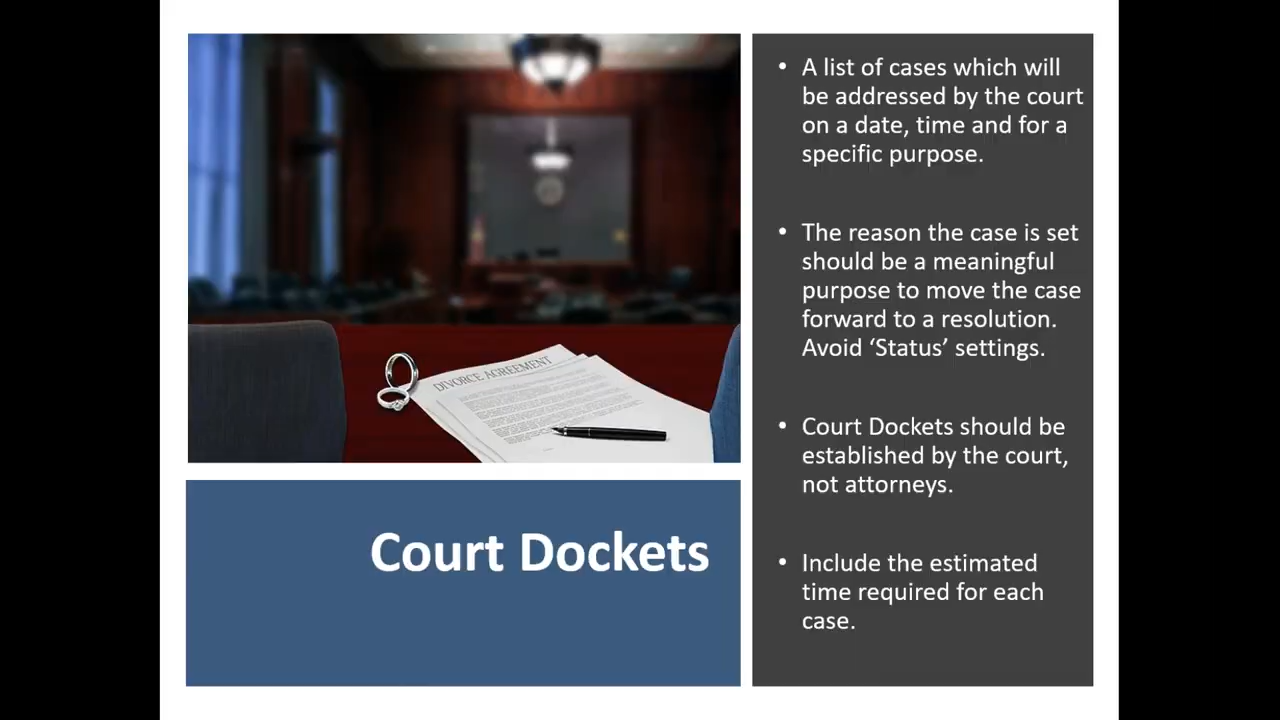 • A list of cases which will
be addressed by the court
on a date, time and for a
specific purpose.
• The reason the case is set
should be a meaningful
purpose to move the case
forward to a resolution.
Avoid ‘Status’ settings.
• Court Dockets should be
established by the court,
not attorneys.
• Include the estimated
time required for each
case.
DIVORCE AGREEMENT
Court Dockets